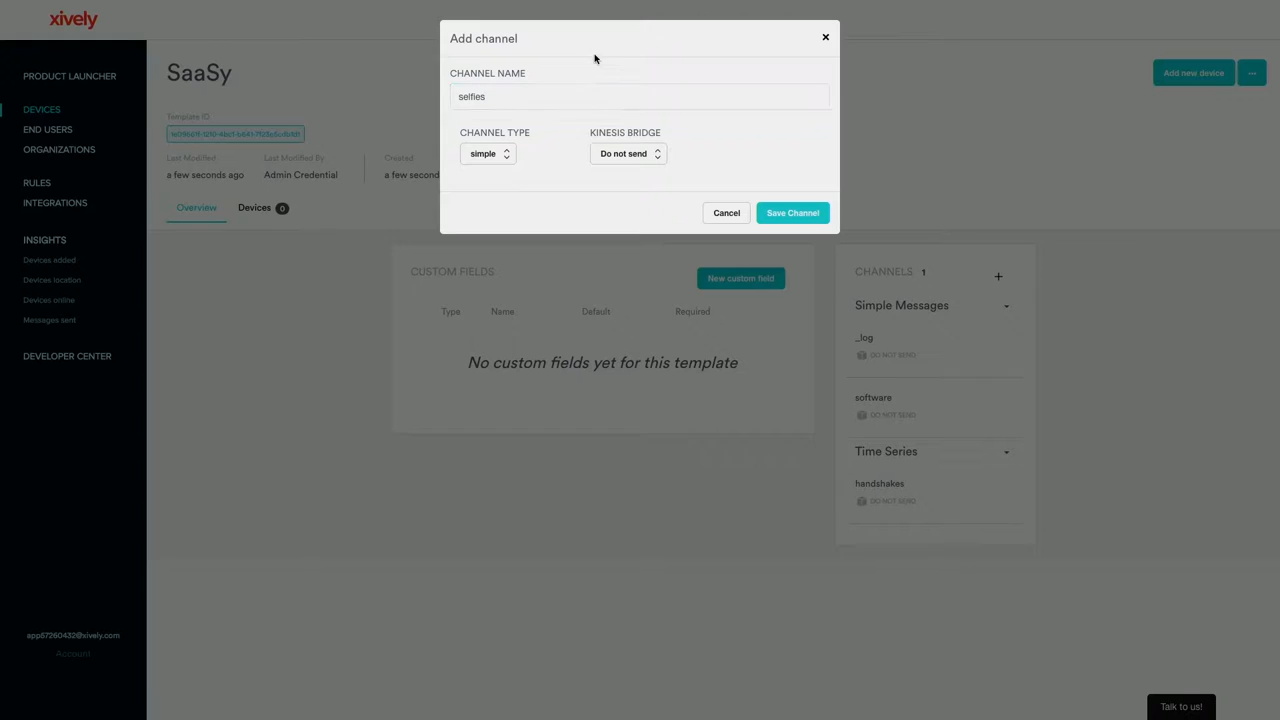 xively
Add channel
CHANNEL NAME
selfies
CHANNEL TYPE
KINESIS BRIDGE
simple
Do not send
Cancel
Save Channel
PRODUCT LAUNCHER
DEVICES
END USERS
ORGANIZATIONS
RULES
INTEGRATIONS
INSIGHTS
Devices added
Devices location
Devices online
Messages sent
DEVELOPER CENTER
app57260432@xively.com
Account
SaaSy
Add new device
...
Template ID
Last Modified
Last Modified By
Created
a few seconds ago
Admin Credential
a few second
Overview
Devices 0
CUSTOM FIELDS
New custom field
Type Name Default Required
No custom fields yet for this template
CHANNELS 1
+
Simple Messages
_log
DO NOT SEND
software
DO NOT SEND
Time Series
handshakes
DO NOT SEND
Talk to us!